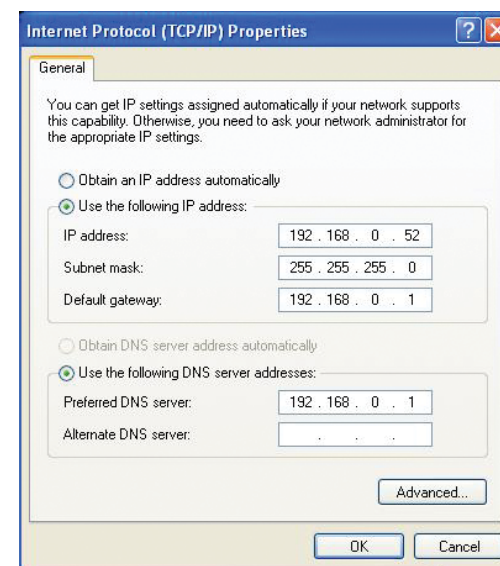 Internet Protocol (TCP/IP) Properties
General
You can get IP settings assigned automatically if your network supports
this capability. Otherwise, you need to ask your network administrator for
the appropriate IP settings.
Obtain an IP address automatically
Use the following IP address:
IP address: 192 . 168 . 0 . 52
Subnet mask: 255 . 255 . 255 . 0
Default gateway: 192 . 168 . 0 . 1
Obtain DNS server address automatically
Use the following DNS server addresses:
Preferred DNS server: 192 . 168 . 0 . 1
Alternate DNS server: . . .
Advanced...
OK Cancel